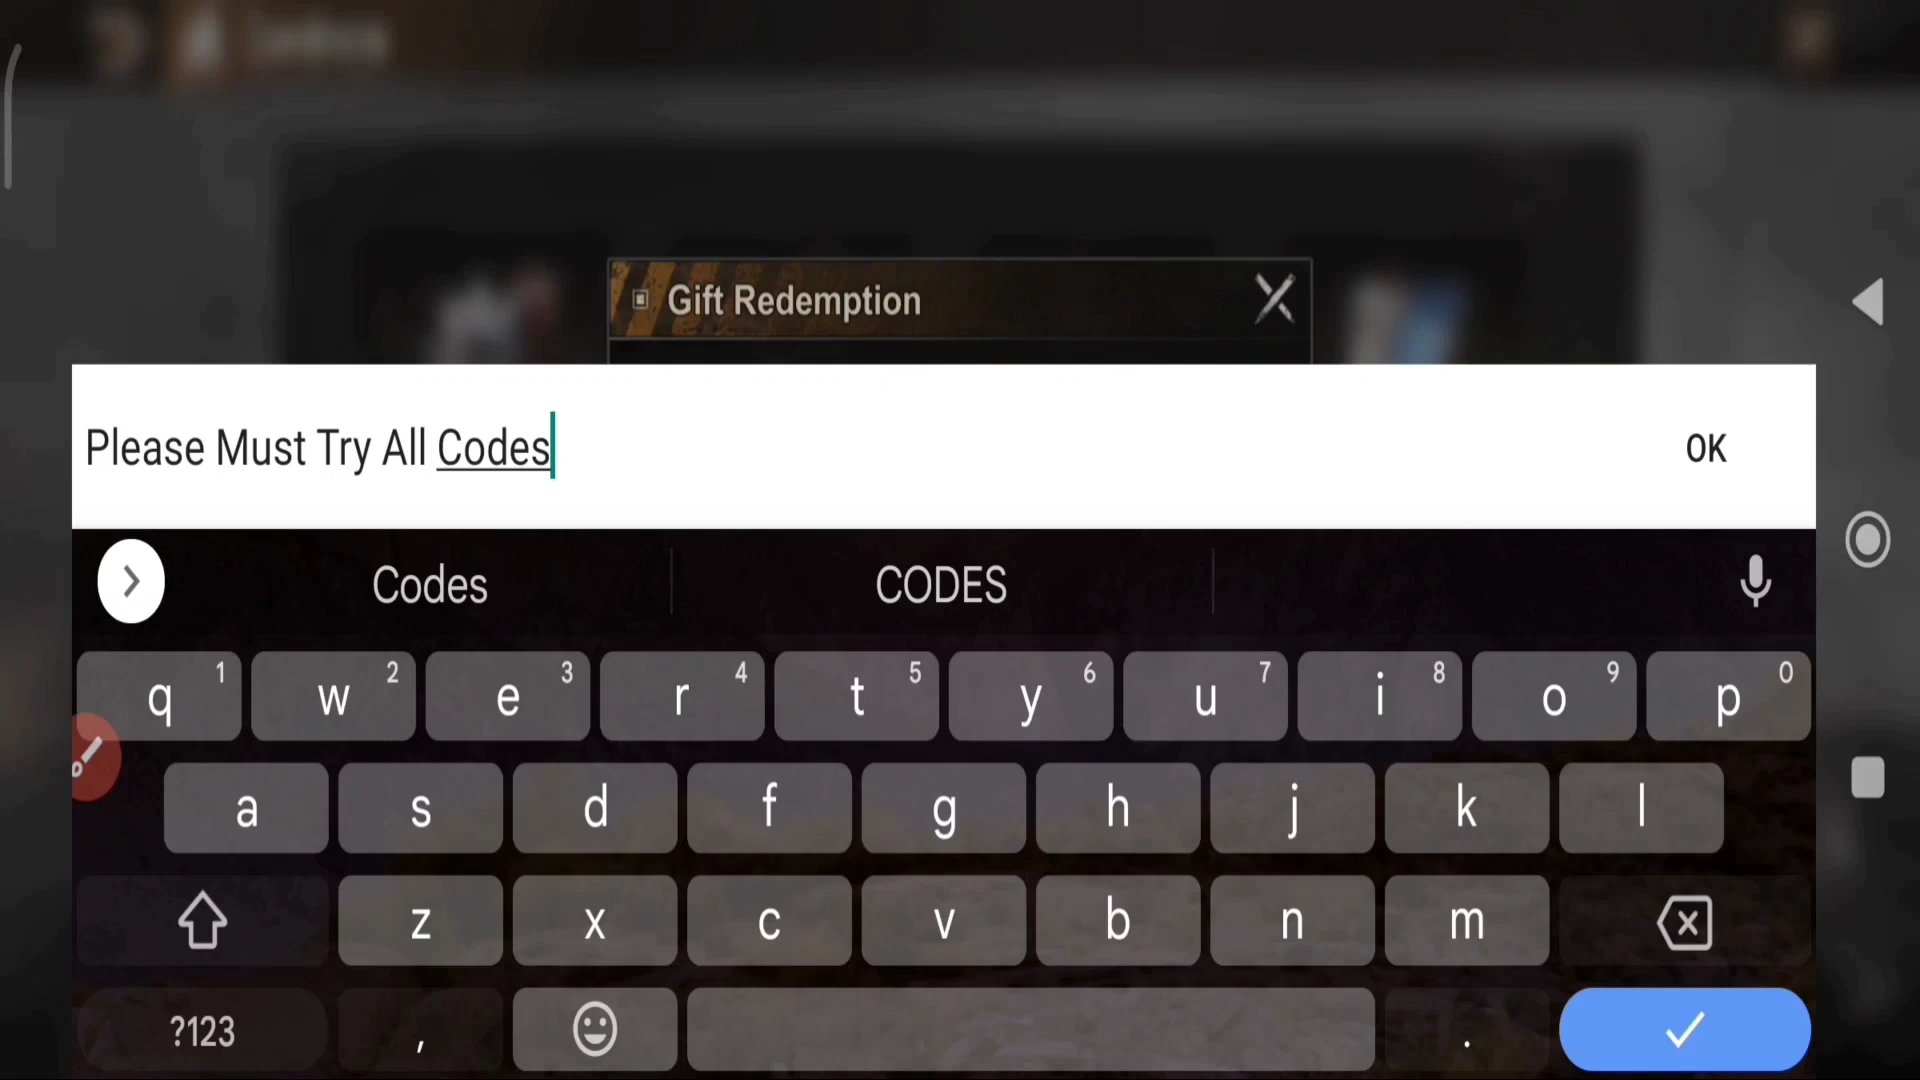 Gift Redemption
Please Must Try All Codes
OK
Codes CODES
q 1 w 2 e 3 r 4 t 5 y 6 u 7 i 8 o 9 p 0
a s d f g h j k l
z x c v b n m
?123 , .